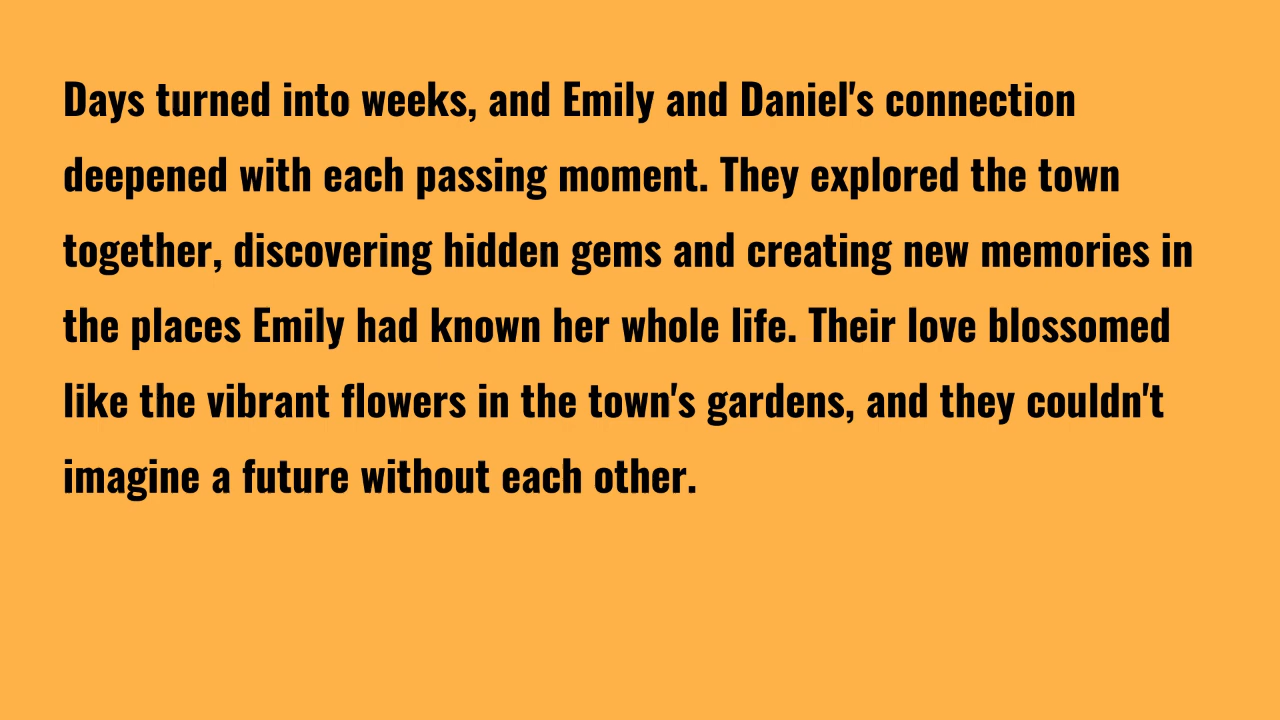 Days turned into weeks, and Emily and Daniel's connection
deepened with each passing moment. They explored the town
together, discovering hidden gems and creating new memories in
the places Emily had known her whole life. Their love blossomed
like the vibrant flowers in the town's gardens, and they couldn't
imagine a future without each other.